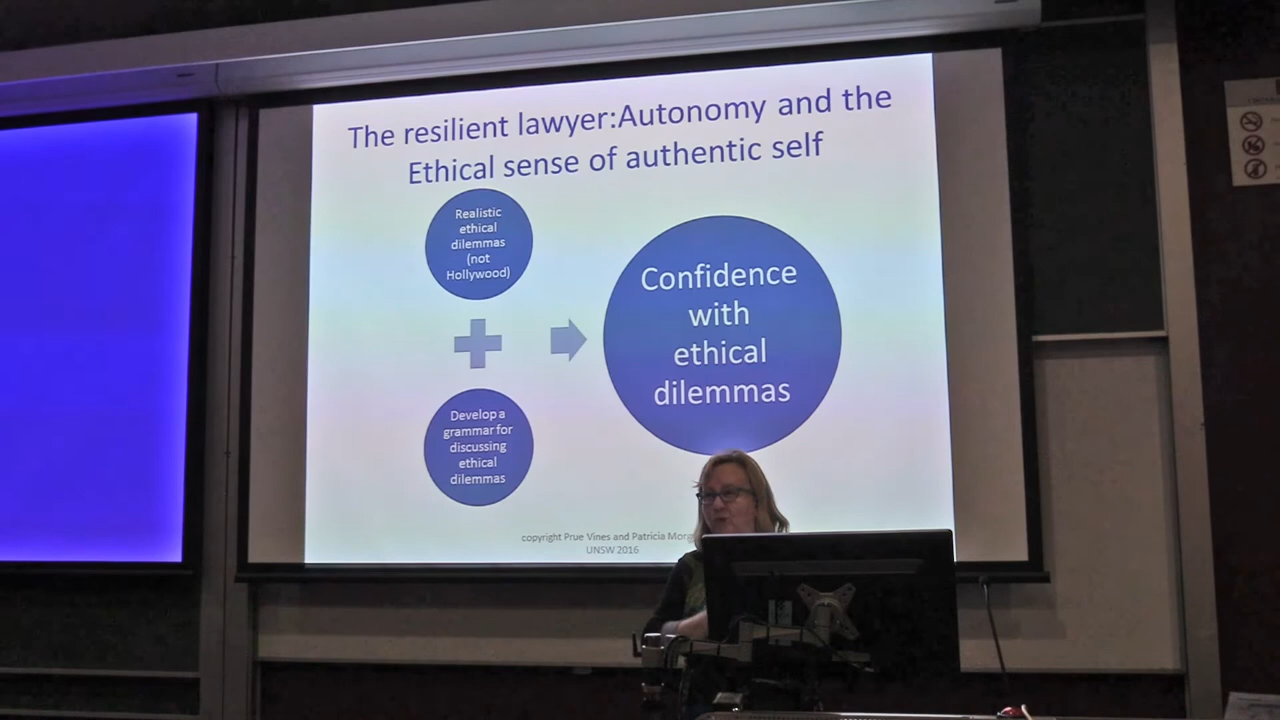 The resilient lawyer:Autonomy and the
Ethical sense of authentic self
Realistic
ethical
dilemmas
(not
Hollywood)
Develop a
grammar for
discussing
ethical
dilemmas
Confidence
with
ethical
dilemmas
copyright Prue Vines and Patricia
UNSW 2016